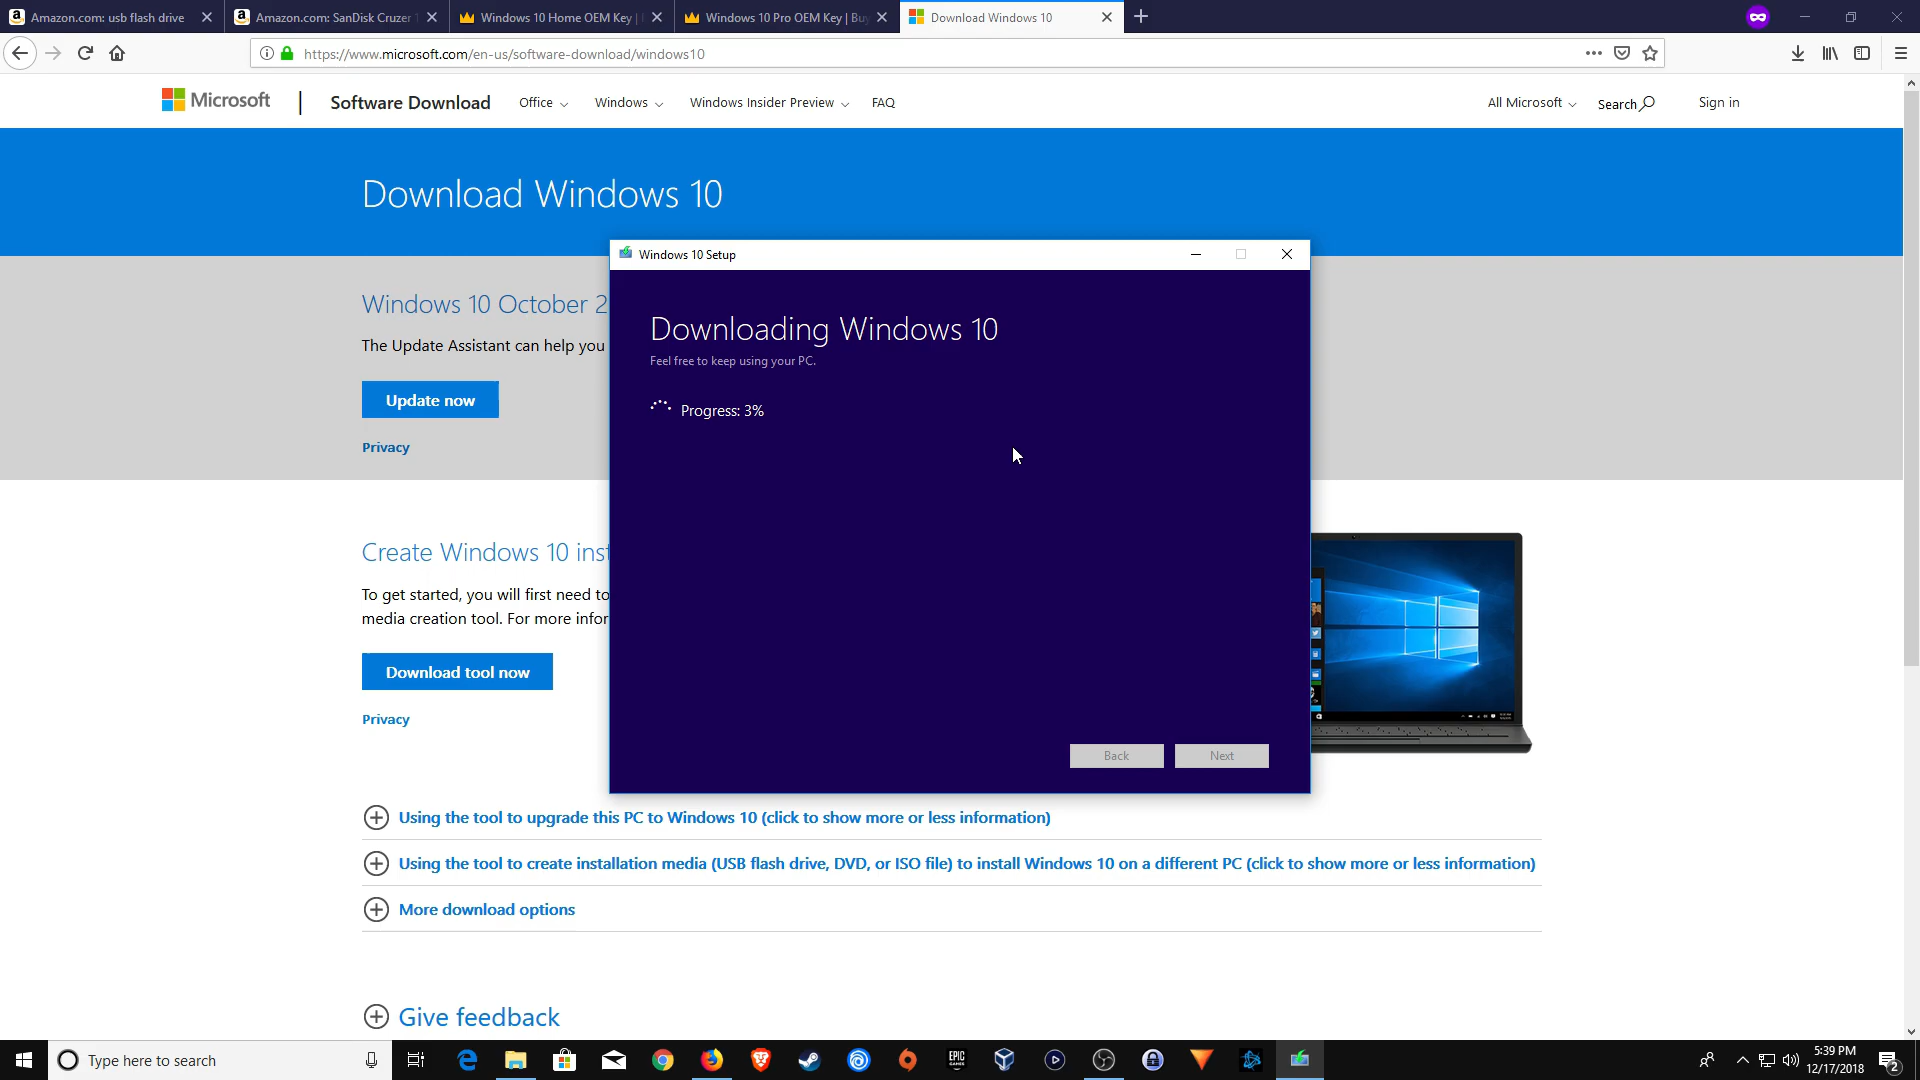 Amazon.com: usb flash drive
Amazon.com: SanDisk Cruzer
Windows 10 Home OEM Key |
Windows 10 Pro OEM Key | Bu
Download Windows 10
https://www.microsoft.com/en-us/software-download/windows10
Microsoft
Software Download
Office
Windows
Windows Insider Preview
FAQ
All Microsoft
Search
Sign in
Download Windows 10
Windows 10 October 2
The Update Assistant can help you
Update now
Privacy
Windows 10 Setup
Downloading Windows 10
Feel free to keep using your PC.
Progress: 3%
Back
Next
Create Windows 10 inst
To get started, you will first need to
media creation tool. For more infor
Download tool now
Privacy
Using the tool to upgrade this PC to Windows 10 (click to show more or less information)
Using the tool to create installation media (USB flash drive, DVD, or ISO file) to install Windows 10 on a different PC (click to show more or less information)
More download options
Give feedback
Type here to search
EPIC
GAMES
5:39 PM
12/17/2018
2